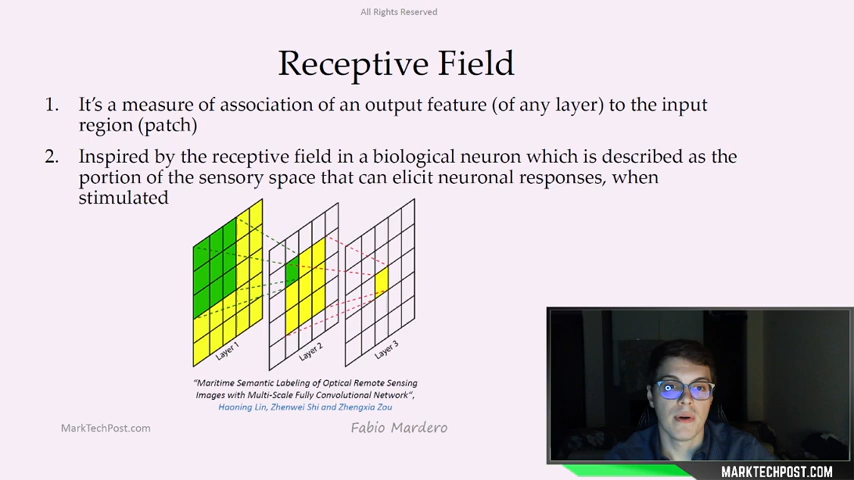 All Rights Reserved
Receptive Field
1. It's a measure of association of an output feature (of any layer) to the input
region (patch)
2. Inspired by the receptive field in a biological neuron which is described as the
portion of the sensory space that can elicit neuronal responses, when
stimulated
Layer 1
Layer 2
Layer 3
"Maritime Semantic Labeling of Optical Remote Sensing
Images with Multi-Scale Fully Convolutional Network",
Haoning Lin, Zhenwei Shi and Zhengxia Zou
MarkTechPost.com
Fabio Mardero
MARKTECHPOST.COM